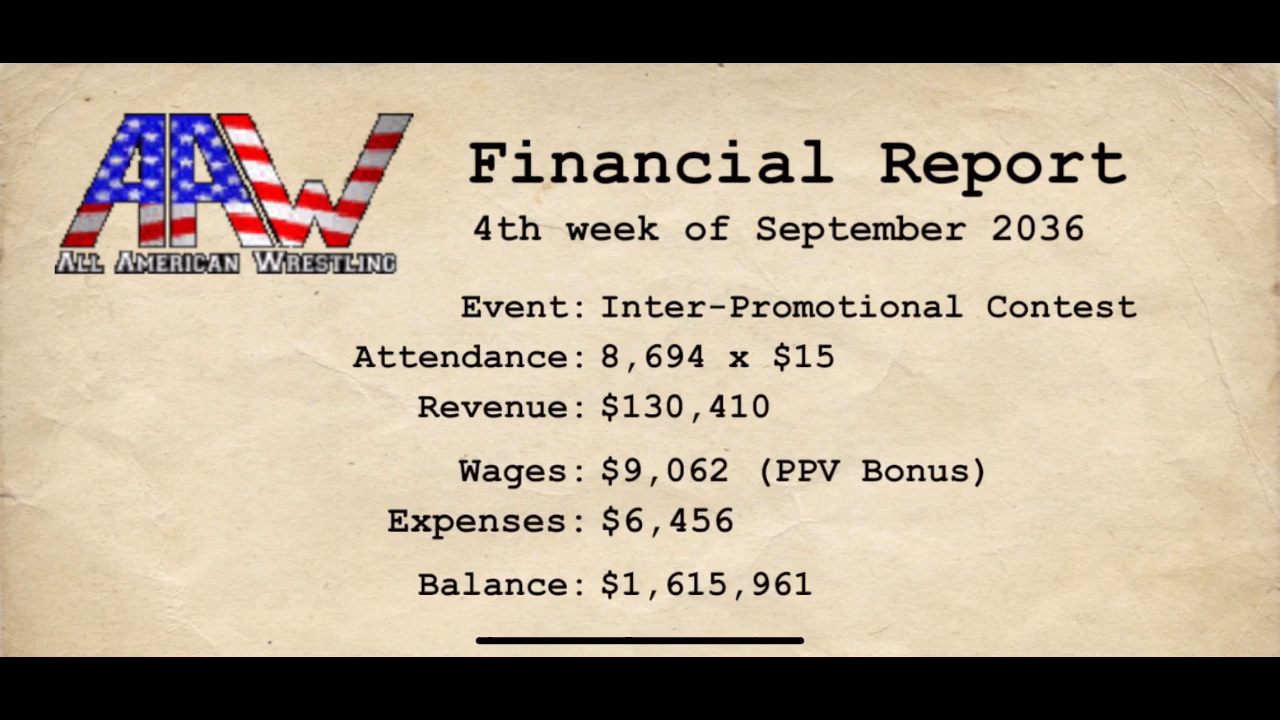 AAW
ALL AMERICAN WRESTLING
Financial Report
4th week of September 2036
Event: Inter-Promotional Contest
Attendance: 8,694 x $15
Revenue: $130,410
Wages: $9,062 (PPV Bonus)
Expenses: $6,456
Balance: $1,615,961